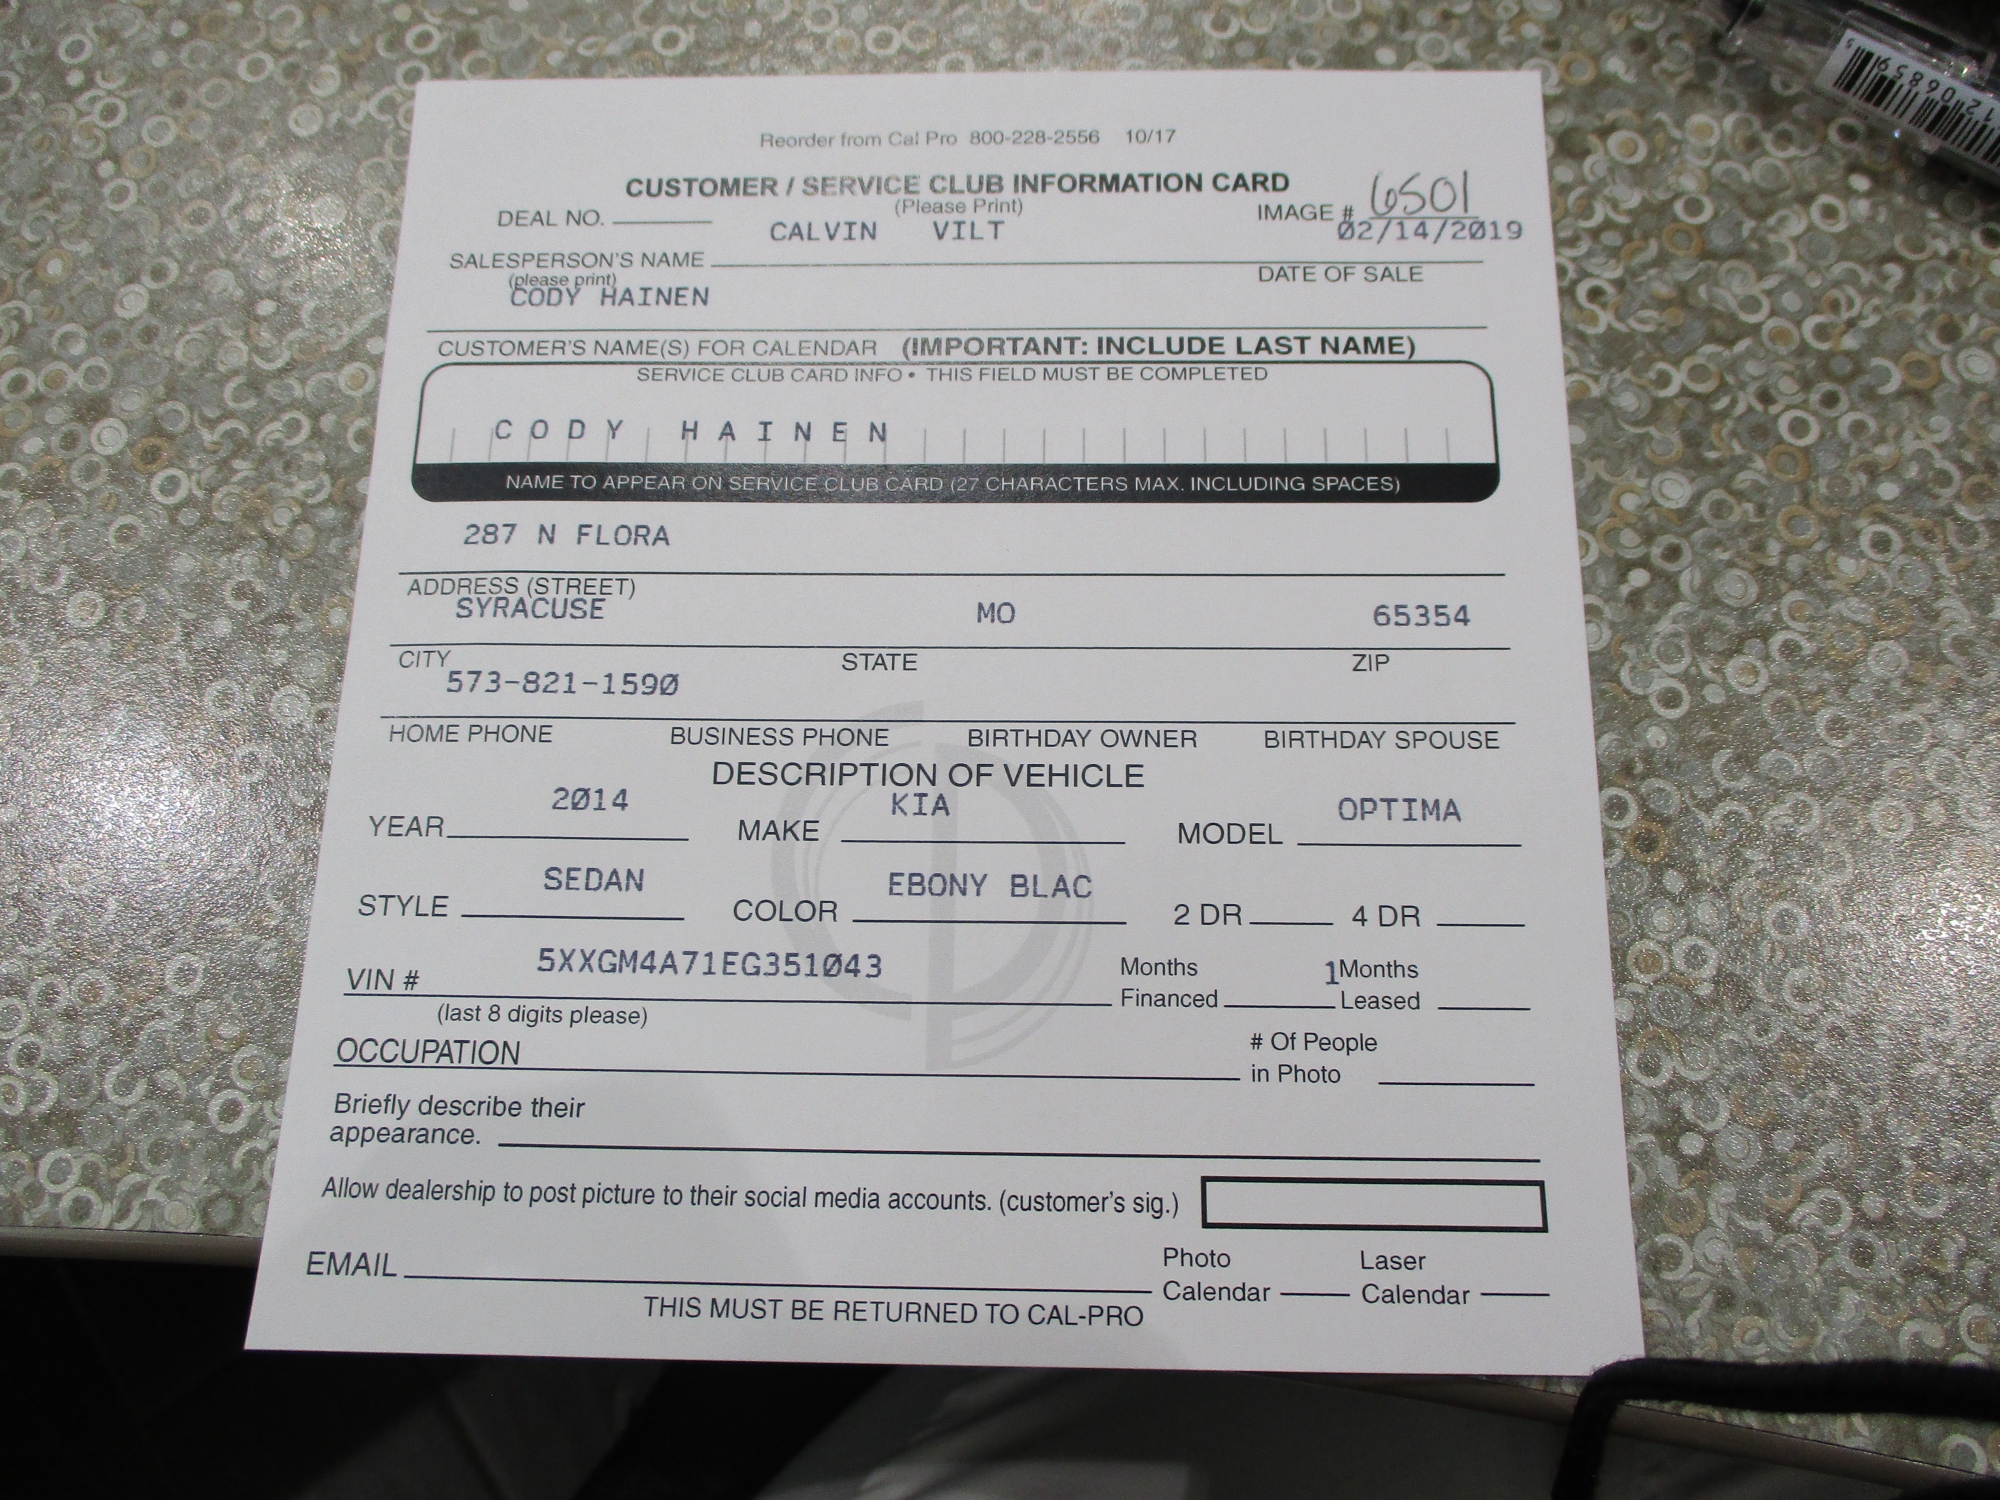 Reorder from Cal Pro 800-228-2556 10/17
CUSTOMER / SERVICE CLUB INFORMATION CARD
(Please Print)
DEAL NO.
IMAGE # 6501
CALVIN VILT
02/14/2019
SALESPERSON'S NAME
(please print)
DATE OF SALE
CODY HAINEN
CUSTOMER'S NAME(S) FOR CALENDAR (IMPORTANT: INCLUDE LAST NAME)
SERVICE CLUB CARD INFO • THIS FIELD MUST BE COMPLETED
CODY HAINEN
NAME TO APPEAR ON SERVICE CLUB CARD (27 CHARACTERS MAX. INCLUDING SPACES)
287 N FLORA
ADDRESS (STREET)
SYRACUSE MO 65354
CITY STATE ZIP
573-821-1590
HOME PHONE BUSINESS PHONE BIRTHDAY OWNER BIRTHDAY SPOUSE
DESCRIPTION OF VEHICLE
YEAR 2014 MAKE KIA MODEL OPTIMA
STYLE SEDAN COLOR EBONY BLAC 2 DR 4 DR
VIN # 5XXGM4A71EG351043
(last 8 digits please)
Months Financed 1 Months Leased
OCCUPATION
# Of People
in Photo
Briefly describe their
appearance.
Allow dealership to post picture to their social media accounts. (customer's sig.)
EMAIL
Photo Calendar
Laser Calendar
THIS MUST BE RETURNED TO CAL-PRO